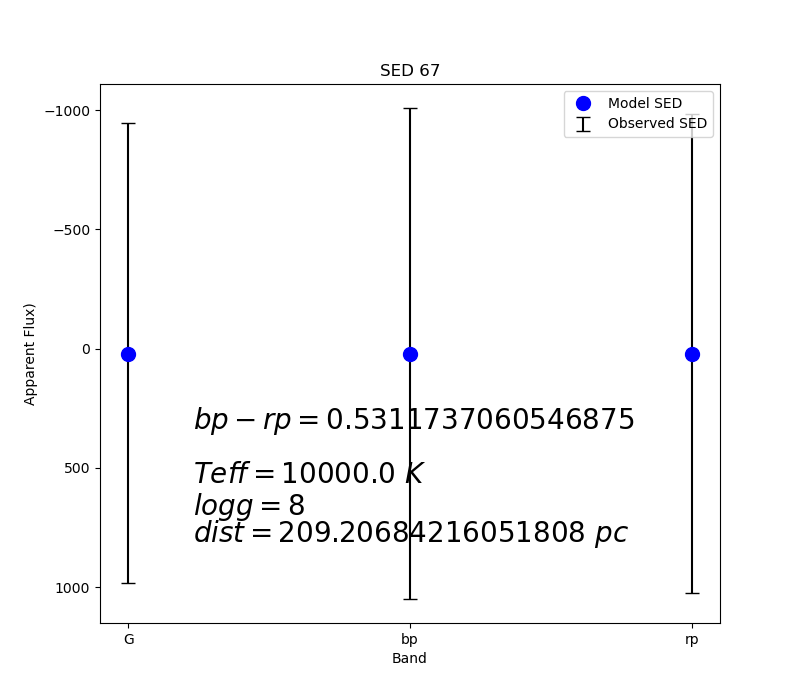 SED 67
Model SED
Observed SED
−1000
−500
0
500
1000
Apparent Flux)
bp − rp = 0.5311737060546875
Teff = 10000.0 K
logg = 8
dist = 209.20684216051808 pc
G
bp
rp
Band